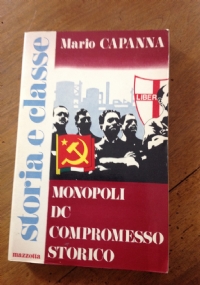 Mario CAPANNA
storia e classe
LIBER
MONOPOLI
DC
COMPROMESSO
STORICO
mazzotta